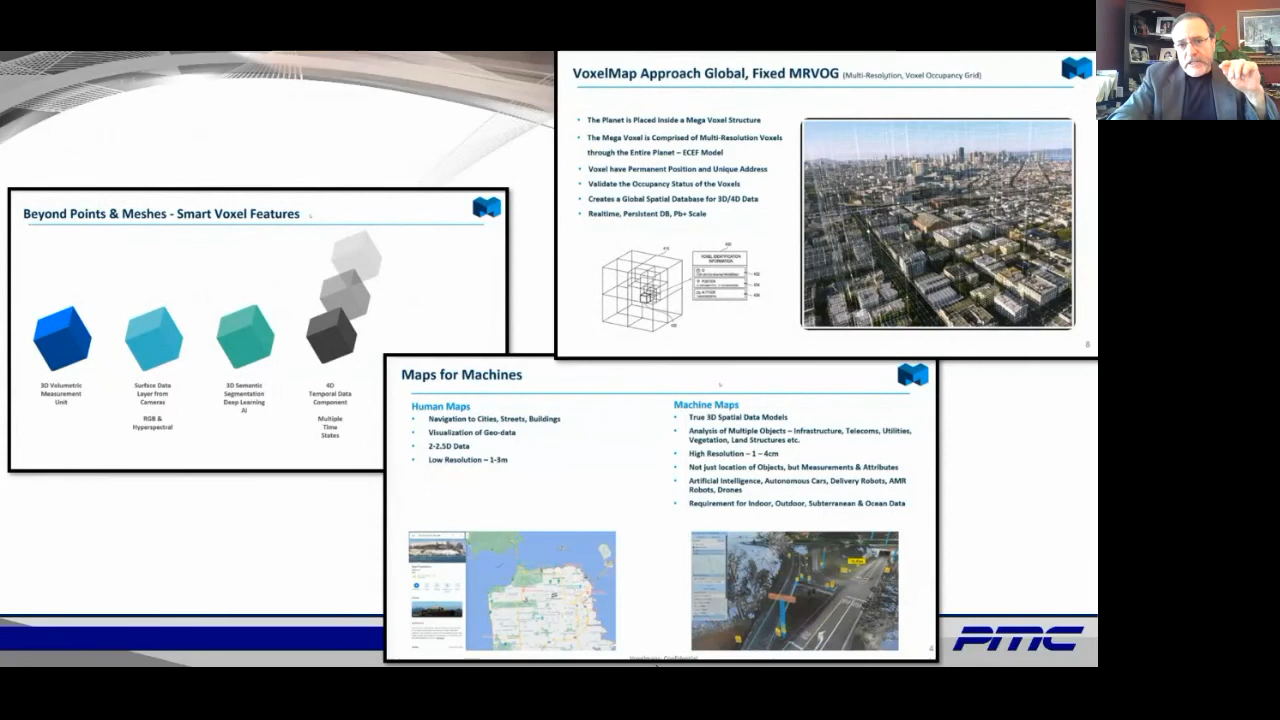 VoxelMap Approach Global, Fixed MRVOG (Multi-Resolution, Voxel Occupancy Grid)
• The Planet is Placed Inside a Mega Voxel Structure
• The Mega Voxel is Comprised of Multi-Resolution Voxels
through the Entire Planet – ECEF Model
• Voxel have Permanent Position and Unique Address
• Validate the Occupancy Status of the Voxels
• Creates a Global Spatial Database for 3D/4D Data
• Realtime, Persistent DB, Pb+ Scale
VOXEL IDENTIFICATION
INFORMATION
ID
POSITION
8
Beyond Points & Meshes - Smart Voxel Features
3D Volumetric
Measurement
Unit
Surface Data
Layer from
Cameras
RGB &
Hyperspectral
3D Semantic
Segmentation
Deep Learning
AI
4D
Temporal Data
Component
Multiple
Time
States
Maps for Machines
Human Maps
• Navigation to Cities, Streets, Buildings
• Visualization of Geo-data
• 2-2.5D Data
• Low Resolution – 1-3m
Machine Maps
• True 3D Spatial Data Models
• Analysis of Multiple Objects – Infrastructure, Telecoms, Utilities,
Vegetation, Land Structures etc.
• High Resolution – 1 – 4cm
• Not just location of Objects, but Measurements & Attributes
• Artificial Intelligence, Autonomous Cars, Delivery Robots, AMR
Robots, Drones
• Requirement for Indoor, Outdoor, Subterranean & Ocean Data
4
PMC